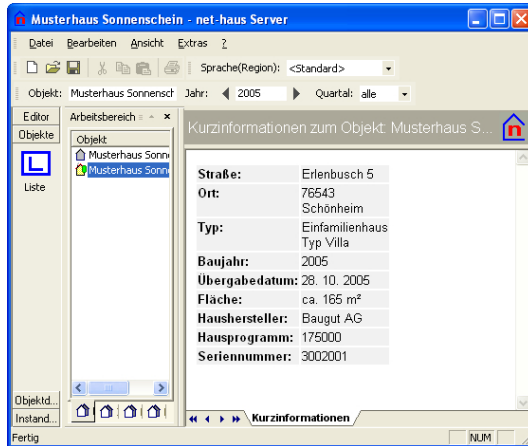 Musterhaus Sonnenschein - net-haus Server
Datei Bearbeiten Ansicht Extras ?
Sprache(Region): <Standard>
Objekt: Musterhaus Sonnensch Jahr: 2005 Quartal: alle
Editor
Objekte
Liste
Objektd...
Instand...
Arbeitsbereich
Objekt
Musterhaus Sonn
Musterhaus Sonn
Kurzinformationen zum Objekt: Musterhaus S...
n
Straße: Erlenbusch 5
Ort: 76543
Schönheim
Typ: Einfamilienhaus
Typ Villa
Baujahr: 2005
Übergabedatum: 28. 10. 2005
Fläche: ca. 165 m²
Haushersteller: Baugut AG
Hausprogramm: 175000
Seriennummer: 3002001
Kurzinformationen
Fertig
NUM